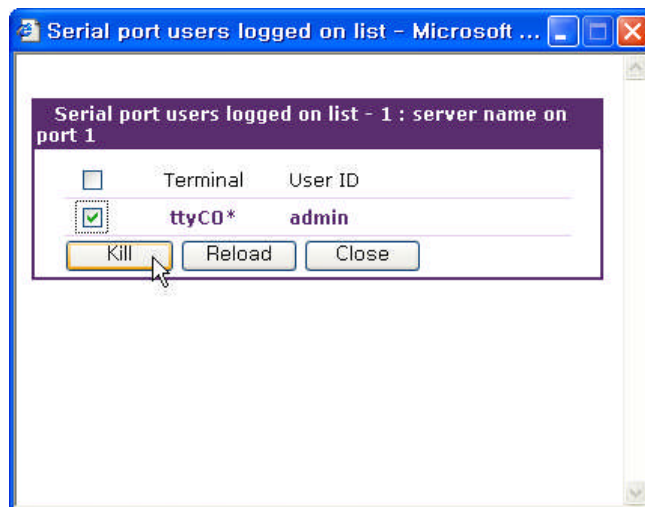 Serial port users logged on list - Microsoft ...
Serial port users logged on list - 1 : server name on
port 1
Terminal User ID
ttyC0* admin
Kill Reload Close